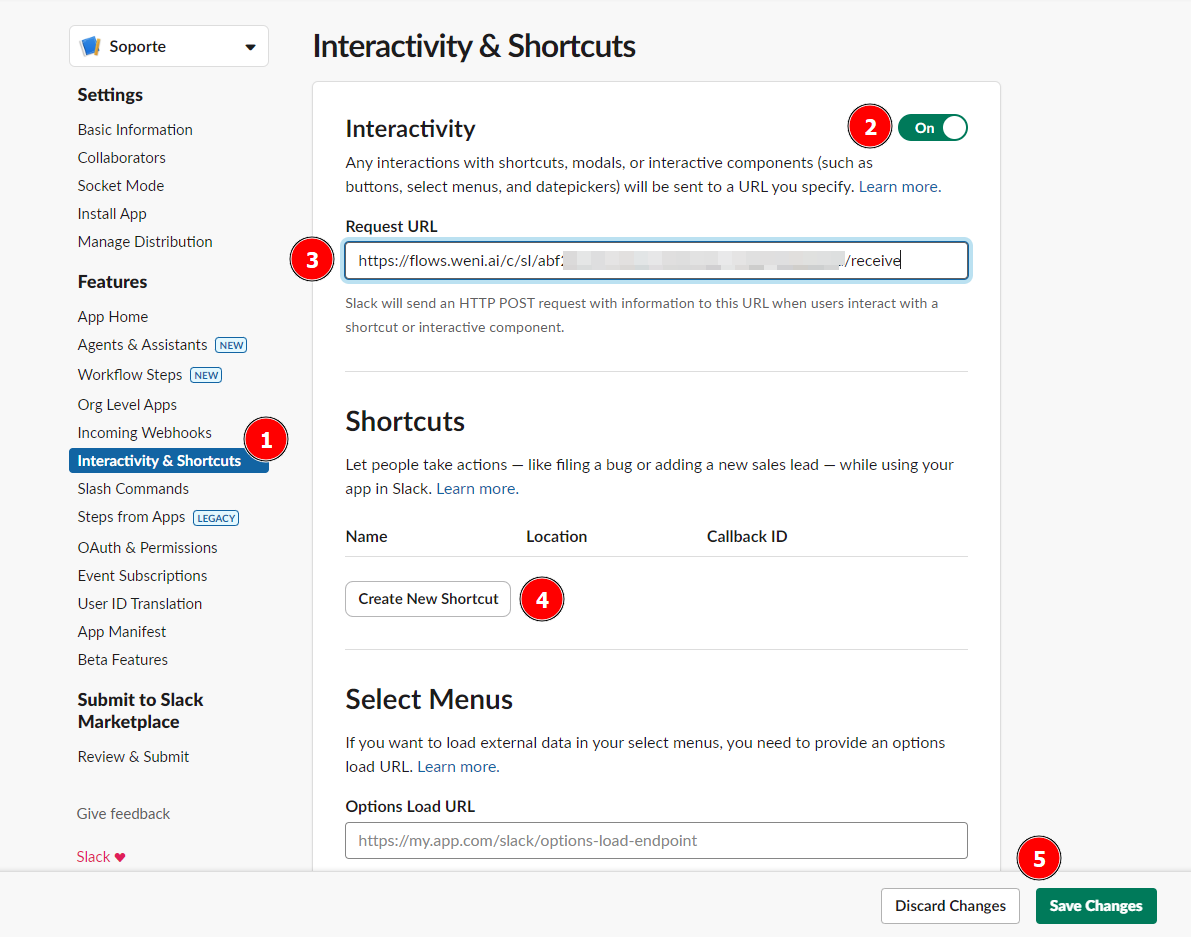 Soporte
Settings
Basic Information
Collaborators
Socket Mode
Install App
Manage Distribution
Features
App Home
Agents & Assistants NEW
Workflow Steps NEW
Org Level Apps
Incoming Webhooks
1
Interactivity & Shortcuts
Slash Commands
Steps from Apps LEGACY
OAuth & Permissions
Event Subscriptions
User ID Translation
App Manifest
Beta Features
Submit to Slack
Marketplace
Review & Submit
Give feedback
Slack ♥
Interactivity & Shortcuts
Interactivity
2 On
Any interactions with shortcuts, modals, or interactive components (such as
buttons, select menus, and datepickers) will be sent to a URL you specify. Learn more.
Request URL
3 https://flows.weni.ai/c/sl/abf /receive
Slack will send an HTTP POST request with information to this URL when users interact with a
shortcut or interactive component.
Shortcuts
Let people take actions — like filing a bug or adding a new sales lead — while using your
app in Slack. Learn more.
Name Location Callback ID
Create New Shortcut 4
Select Menus
If you want to load external data in your select menus, you need to provide an options
load URL. Learn more.
Options Load URL
https://my.app.com/slack/options-load-endpoint
5
Discard Changes Save Changes